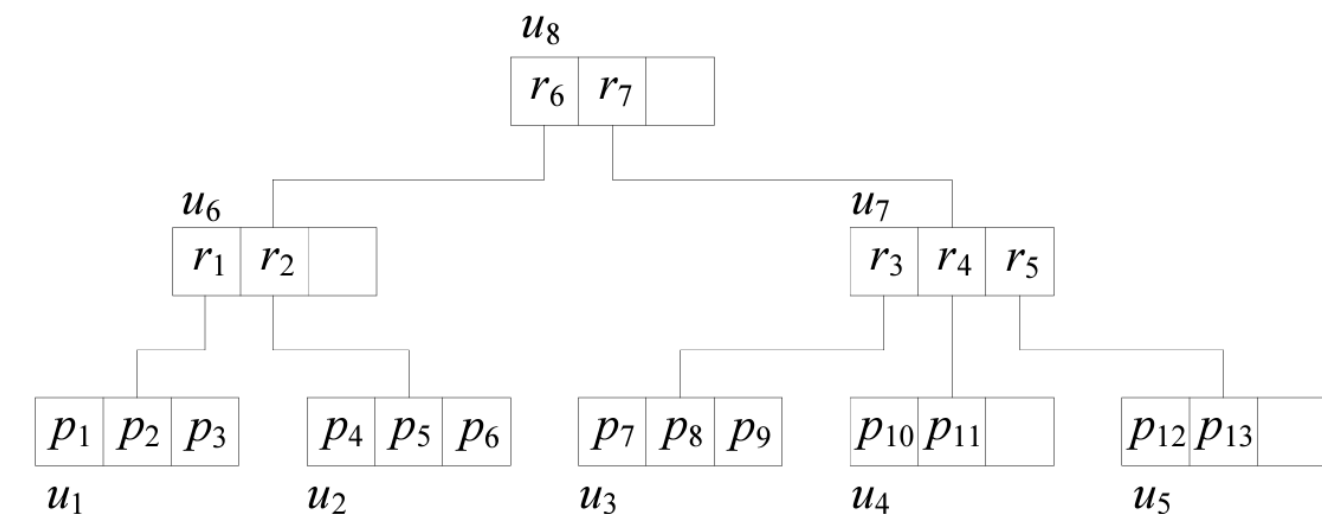 u₈
r₆ r₇
u₆ u₇
r₁ r₂ r₃ r₄ r₅
p₁ p₂ p₃ p₄ p₅ p₆ p₇ p₈ p₉ p₁₀ p₁₁ p₁₂ p₁₃
u₁ u₂ u₃ u₄ u₅